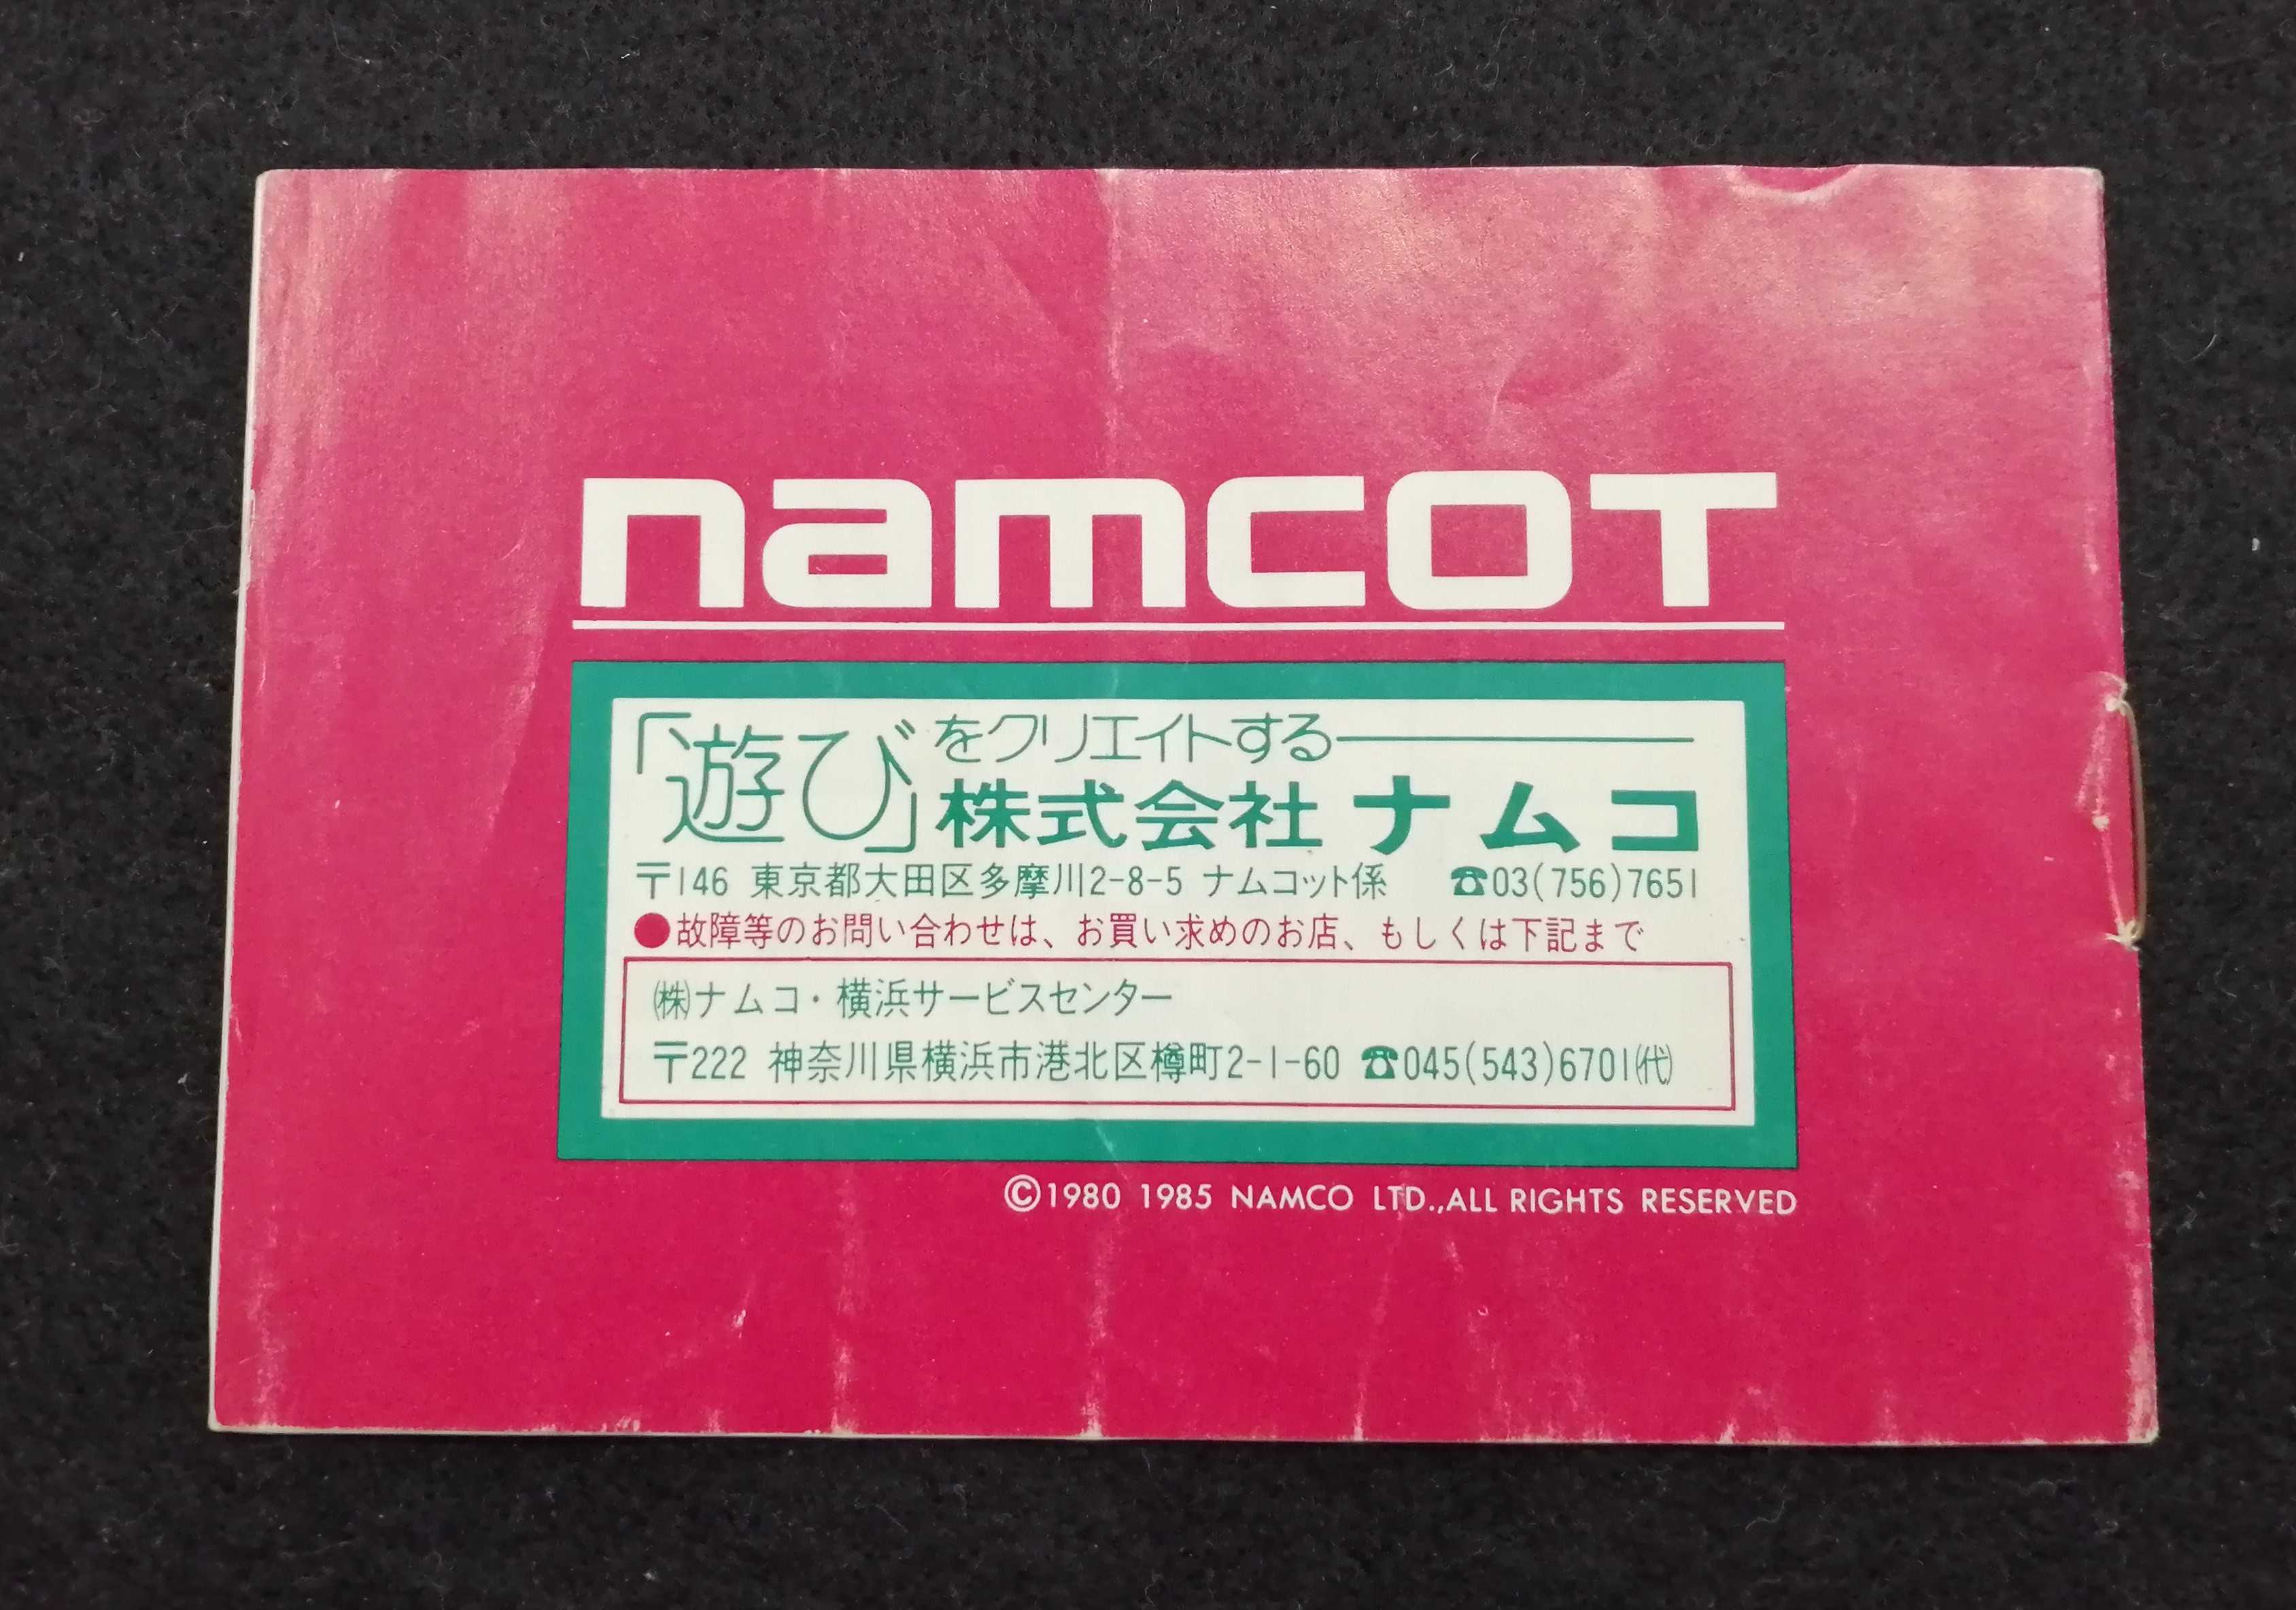 namcot
「遊び」をクリエイトする
株式会社ナムコ
〒146 東京都大田区多摩川2-8-5 ナムコット係 ☎03(756)7651
●故障等のお問い合わせは、お買い求めのお店、もしくは下記まで
㈱ナムコ・横浜サービスセンター
〒222 神奈川県横浜市港北区樽町2-1-60 ☎045(543)6701㈹
©1980 1985 NAMCO LTD.,ALL RIGHTS RESERVED